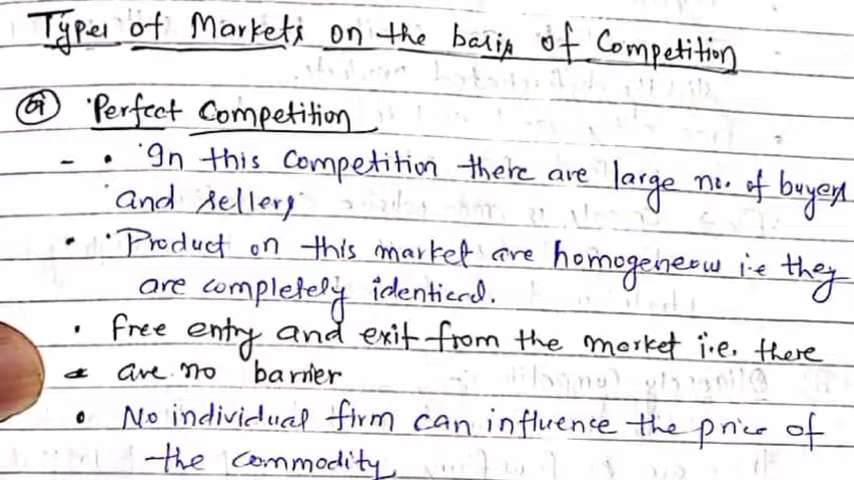 Types of Markets on the basis of Competition
Perfect Competition
- • In this competition there are large no. of buyers
and sellers
• Product on this market are homogeneous i.e they
are completely identical.
• free entry and exit from the market i.e. there
are no barrier
• No individual firm can influence the price of
the commodity